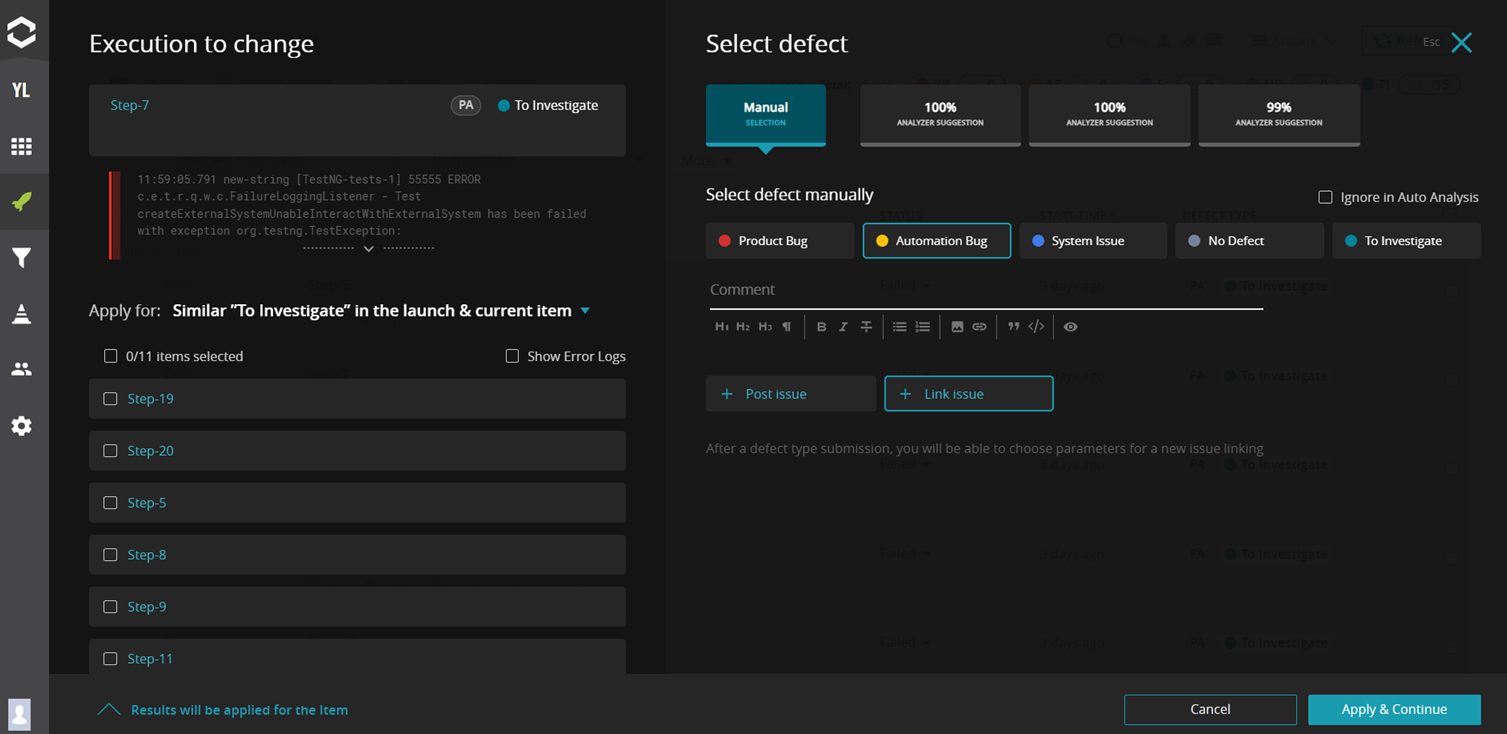 YL
Execution to change
Step-7
PA
To Investigate
11:59:05.791 new-string [TestNG-tests-1] 55555 ERROR
c.e.t.r.q.w.c.FailureLoggingListener - Test
createExternalSystemUnableInteractWithExternalSystem has been failed
with exception org.testng.TestException:
Apply for: Similar "To Investigate" in the launch & current item
0/11 items selected
Show Error Logs
Step-19
Step-20
Step-5
Step-8
Step-9
Step-11
Results will be applied for the Item
Select defect
Esc
Manual
SELECTION
100%
ANALYZER SUGGESTION
100%
ANALYZER SUGGESTION
99%
ANALYZER SUGGESTION
Select defect manually
Ignore in Auto Analysis
Product Bug
Automation Bug
System Issue
No Defect
To Investigate
Comment
H1 H2 H3 ¶ B I T
Post issue
Link issue
After a defect type submission, you will be able to choose parameters for a new issue linking
Cancel
Apply & Continue